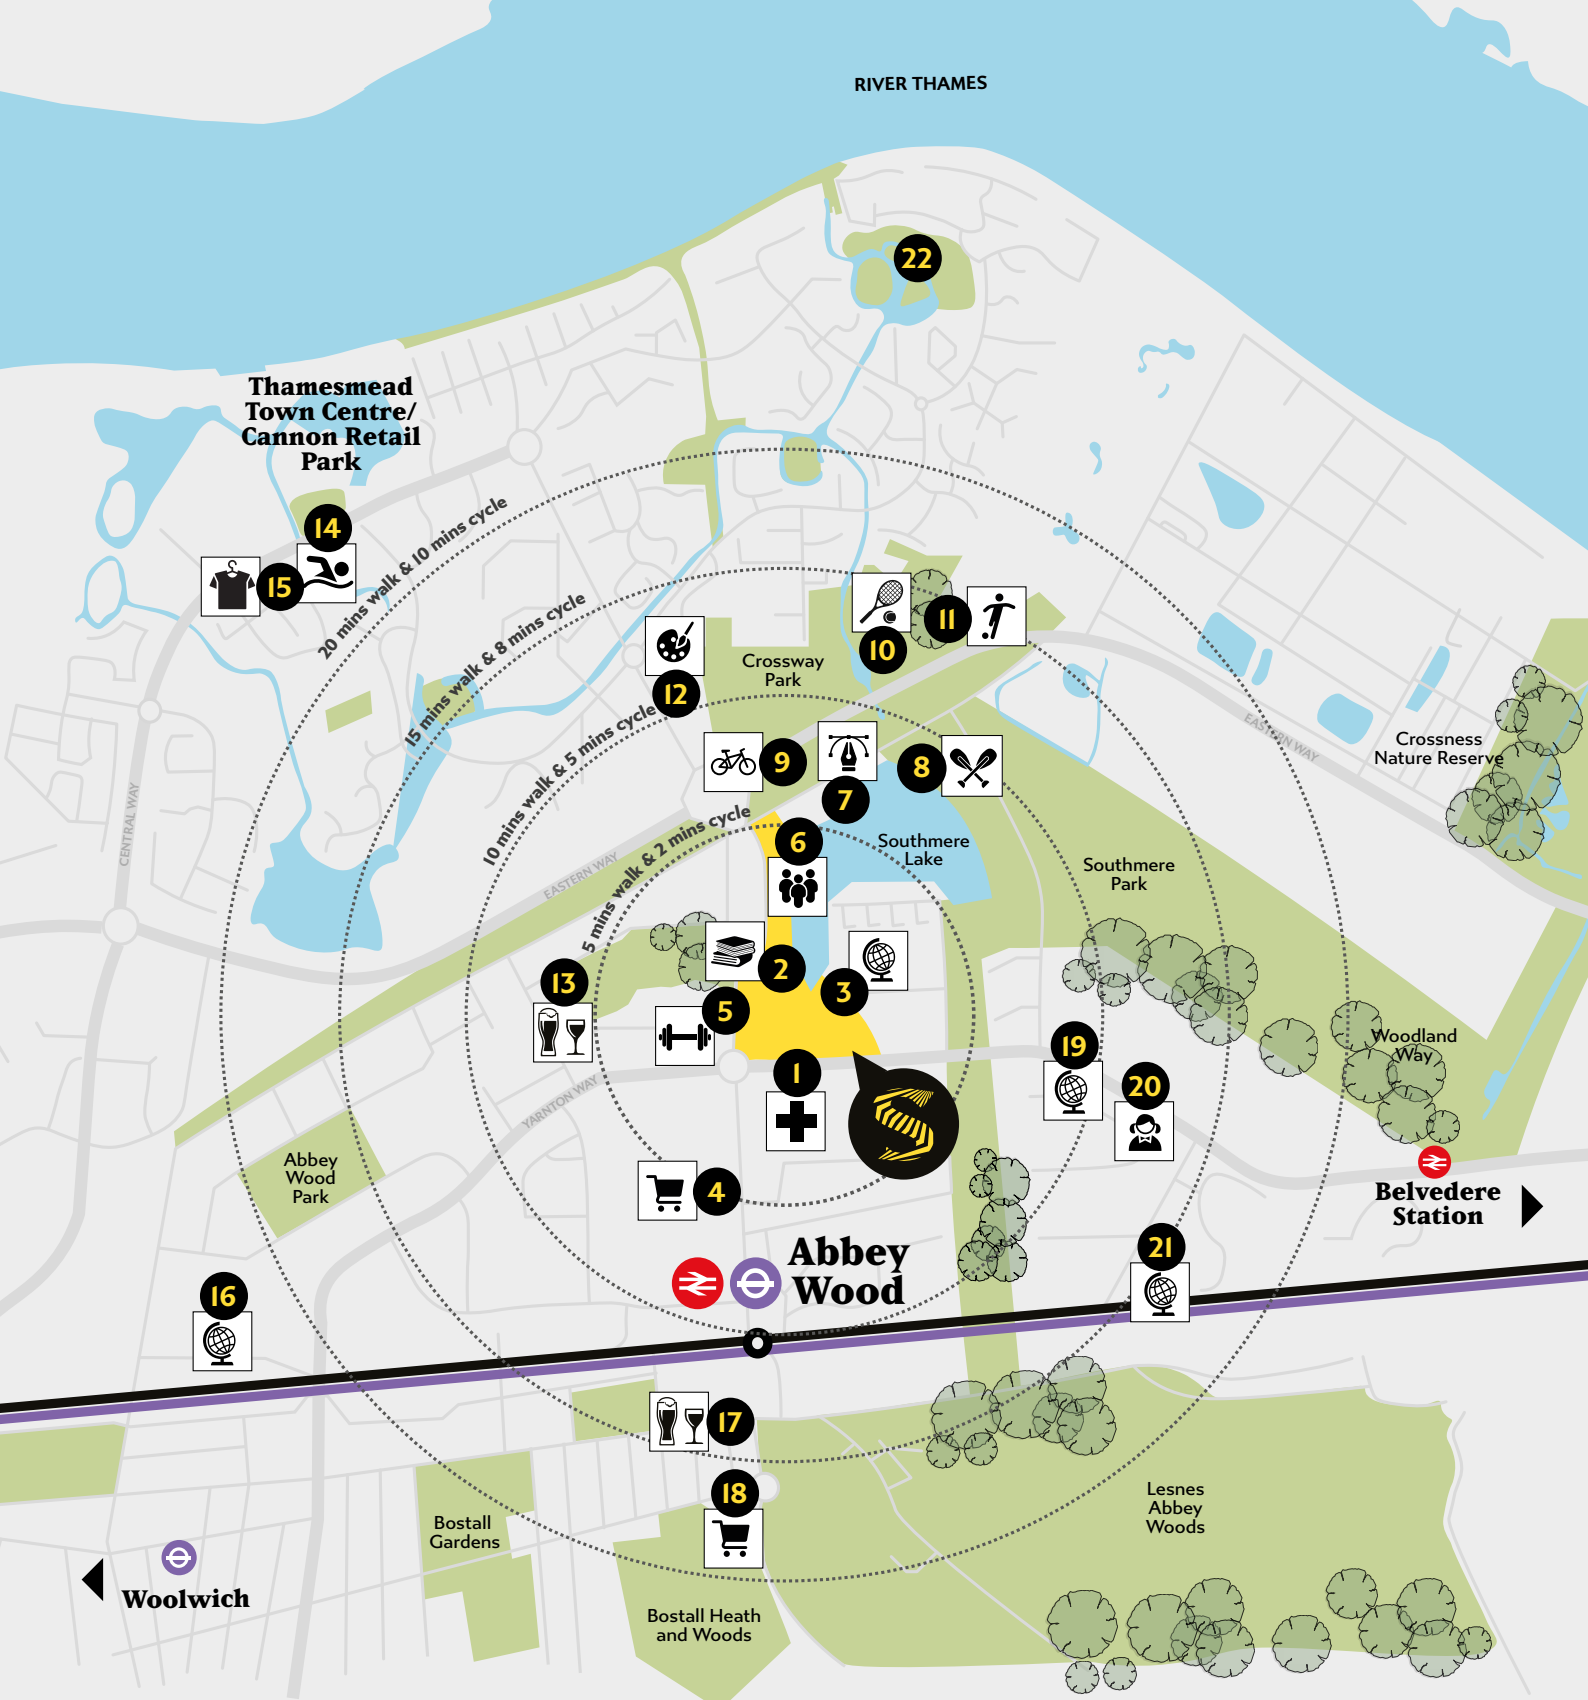 RIVER THAMES
22
Thamesmead
Town Centre/
Cannon Retail
Park
14
15
20 mins walk & 10 mins cycle
15 mins walk & 8 mins cycle
10 mins walk & 5 mins cycle
5 mins walk & 2 mins cycle
11
10
12
Crossway
Park
EASTERN WAY
Crossness
Nature Reserve
9
8
7
6
Southmere
Lake
Southmere
Park
CENTRAL WAY
EASTERN WAY
2
3
13
5
19
Woodland
Way
1
20
S
YARNTON WAY
Abbey
Wood
Park
4
Belvedere
Station
Abbey
Wood
21
16
17
18
Lesnes
Abbey
Woods
Bostall
Gardens
Woolwich
Bostall Heath
and Woods